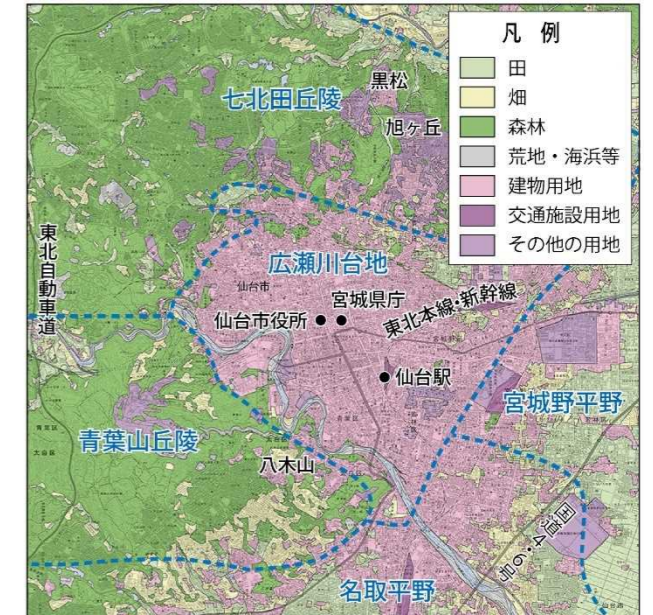 凡 例
田
畑
森林
荒地・海浜等
建物用地
交通施設用地
その他の用地
黒松
七北田丘陵
旭ヶ丘
東北自動車道
広瀬川台地
仙台市
宮城県庁
仙台市役所
東北本線・新幹線
仙台駅
宮城野平野
青葉山丘陵
八木山
国道4・6号
名取平野